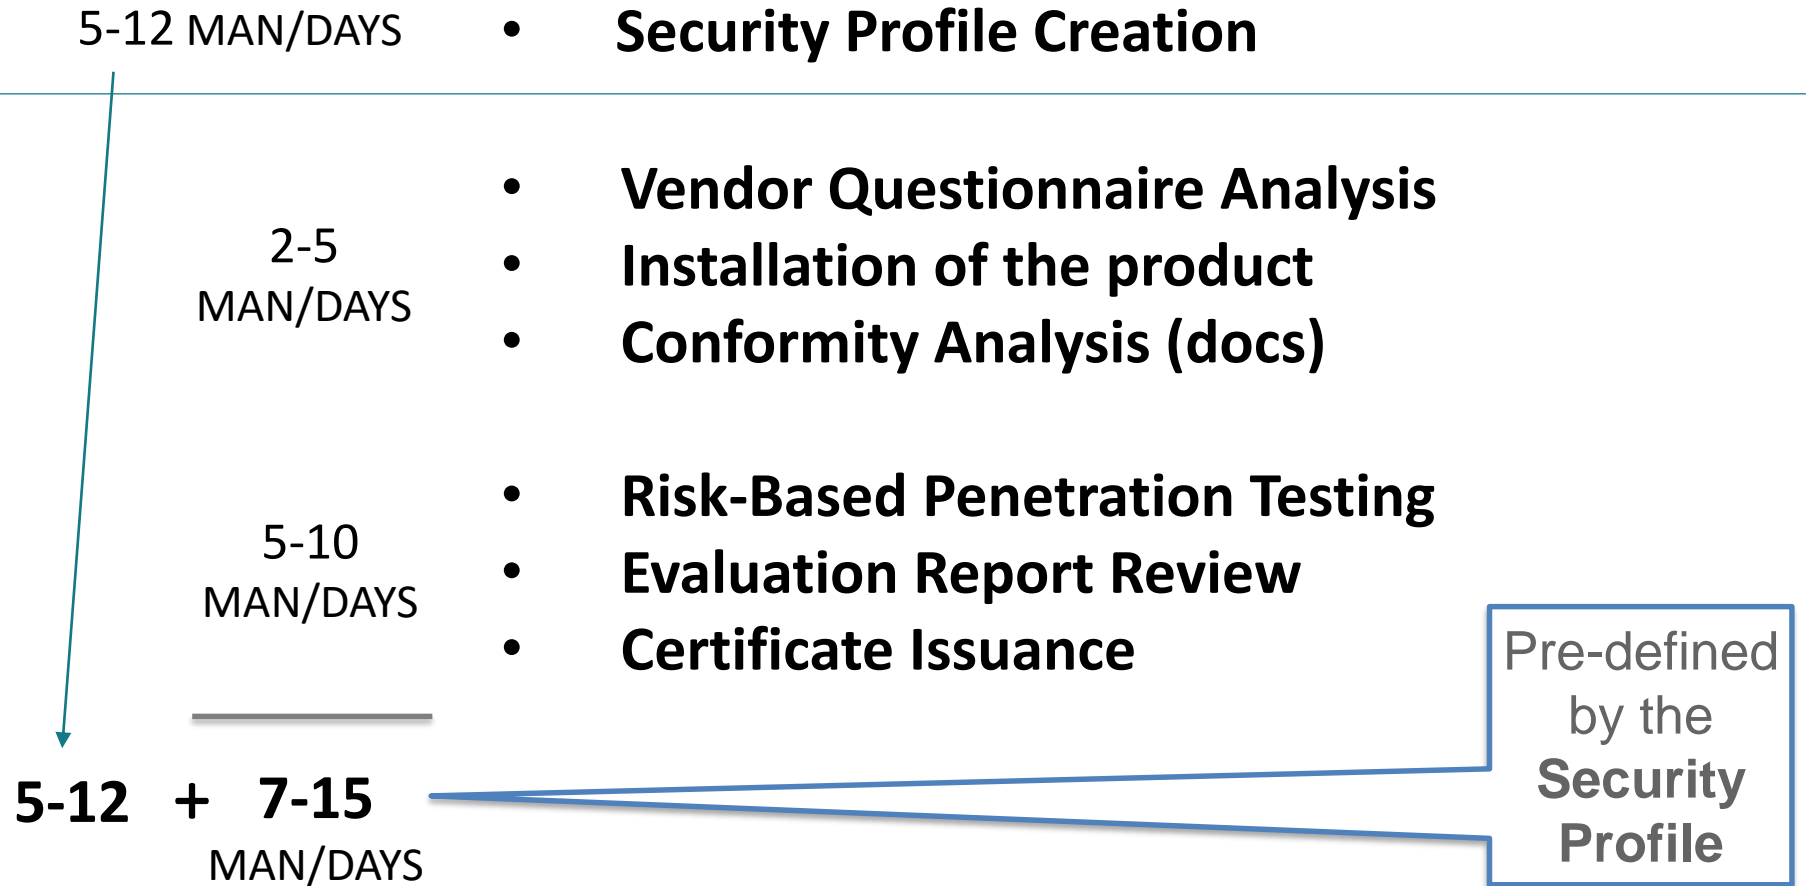 5-12 MAN/DAYS • Security Profile Creation
2-5
MAN/DAYS
• Vendor Questionnaire Analysis
• Installation of the product
• Conformity Analysis (docs)
5-10
MAN/DAYS
• Risk-Based Penetration Testing
• Evaluation Report Review
• Certificate Issuance
5-12 + 7-15
MAN/DAYS
Pre-defined
by the
Security
Profile